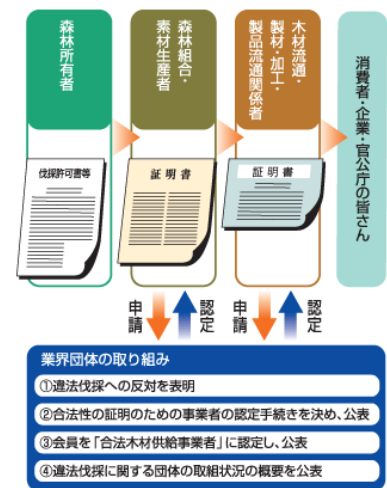 森林所有者
森林組合・
素材生産者
木材流通・
製材・加工・
製品流通関係者
消費者・企業・官公庁の皆さん
伐採許可書等
証明書
証明書
申請
認定
申請
認定
業界団体の取り組み
①違法伐採への反対を表明
②合法性の証明のための事業者の認定手続きを決め、公表
③会員を「合法木材供給事業者」に認定し、公表
④違法伐採に関する団体の取組状況の概要を公表